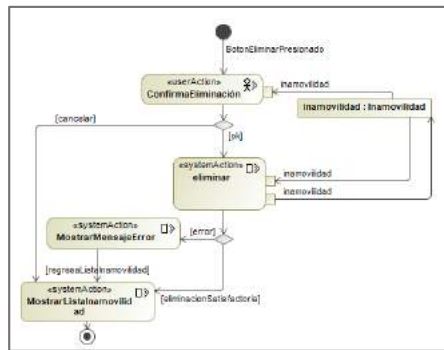 BotonEliminarPresionado
«userAction»
ConfirmaEliminación
inamovilidad
inamovilidad : Inamovilidad
[cancelar]
[ok]
«systemAction»
eliminar
inamovilidad
inamovilidad
«systemAction»
MostrarMensajeError
[error]
[regresaListaInamovilidad]
«systemAction»
MostrarListaInamovilid
ad
[eliminacionSatisfactoria]